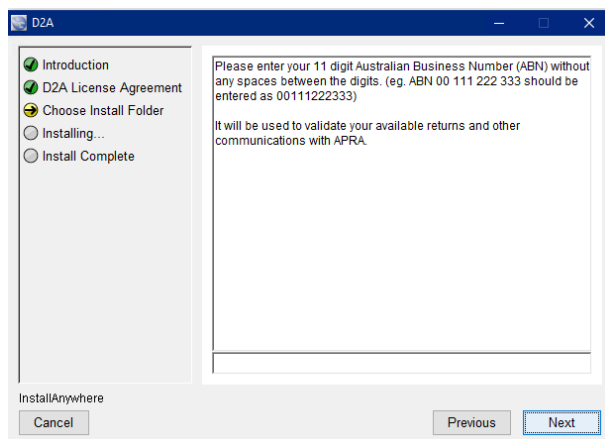 D2A
Introduction
D2A License Agreement
Choose Install Folder
Installing...
Install Complete
Please enter your 11 digit Australian Business Number (ABN) without
any spaces between the digits. (eg. ABN 00 111 222 333 should be
entered as 00111222333)
It will be used to validate your available returns and other
communications with APRA.
InstallAnywhere
Cancel
Previous
Next